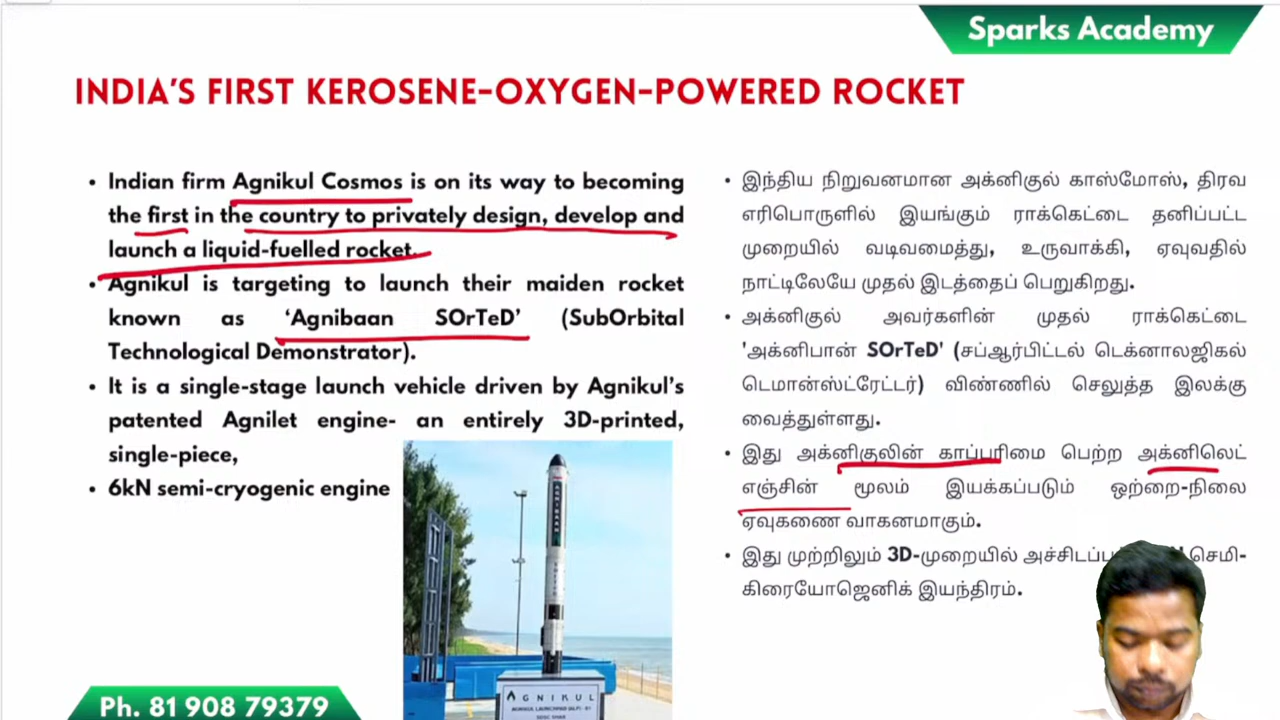 Sparks Academy
INDIA'S FIRST KEROSENE-OXYGEN-POWERED ROCKET
• Indian firm Agnikul Cosmos is on its way to becoming
the first in the country to privately design, develop and
launch a liquid-fuelled rocket.
• Agnikul is targeting to launch their maiden rocket
known as 'Agnibaan SOrTeD' (SubOrbital
Technological Demonstrator).
• It is a single-stage launch vehicle driven by Agnikul's
patented Agnilet engine- an entirely 3D-printed,
single-piece,
• 6kN semi-cryogenic engine
• இந்திய நிறுவனமான அக்னிகுல் காஸ்மோஸ், திரவ
எரிபொருளில் இயங்கும் ராக்கெட்டை தனிப்பட்ட
முறையில் வடிவமைத்து, உருவாக்கி, ஏவுவதில்
நாட்டிலேயே முதல் இடத்தைப் பெறுகிறது.
• அக்னிகுல் அவர்களின் முதல் ராக்கெட்டை
'அக்னிபான் SOrTeD' (சப்ஆர்பிட்டல் டெக்னாலஜிகல்
டெமான்ஸ்ட்ரேட்டர்) விண்ணில் செலுத்த இலக்கு
வைத்துள்ளது.
• இது அக்னிகுலின் காப்புரிமை பெற்ற அக்னிலெட்
எஞ்சின் மூலம் இயக்கப்படும் ஒற்றை-நிலை
ஏவுகணை வாகனமாகும்.
• இது முற்றிலும் 3D-முறையில் செமி-
கிரையோஜெனிக் இயந்திரம்.
AGNIBAAN
AGNIKUL
Ph. 81 908 79379